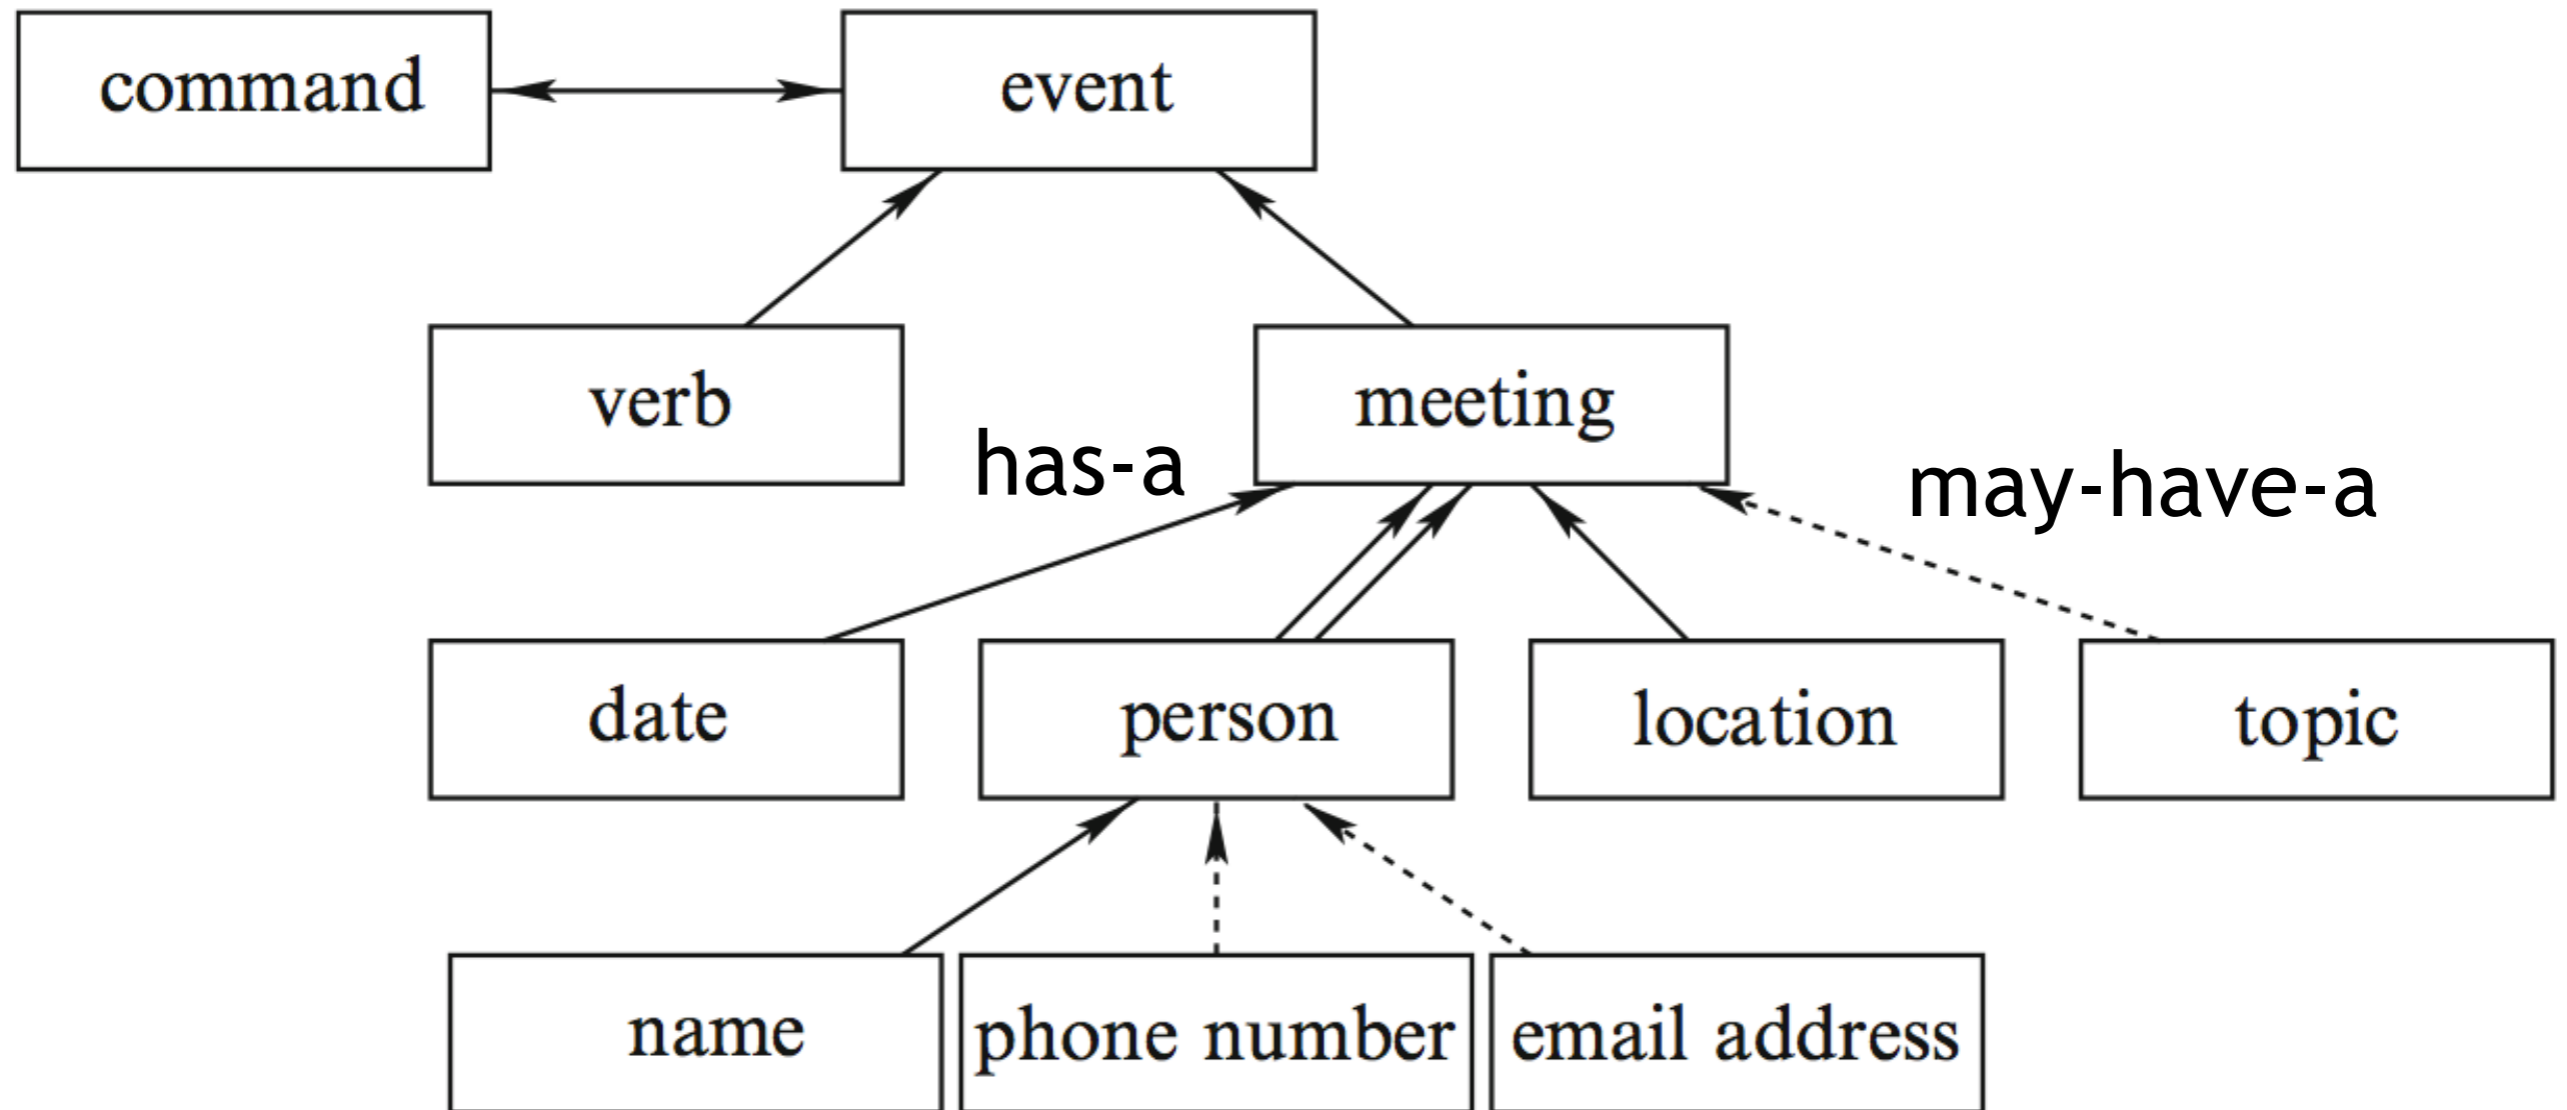 command
event
verb
meeting
has-a
may-have-a
date
person
location
topic
name
phone number
email address